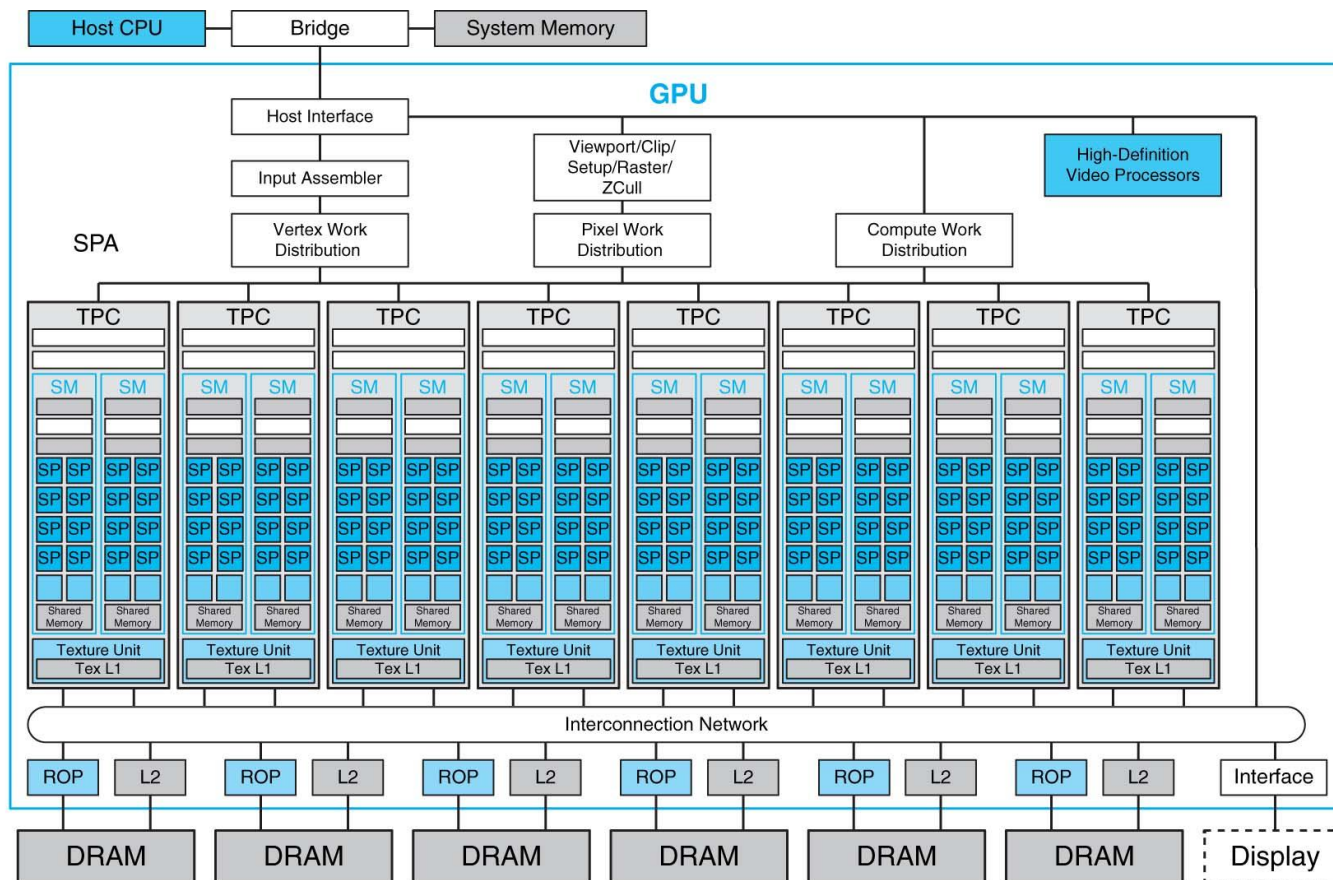 Host CPU
Bridge
System Memory
GPU
Host Interface
Viewport/Clip/
Setup/Raster/
ZCull
High-Definition
Video Processors
Input Assembler
SPA
Vertex Work
Distribution
Pixel Work
Distribution
Compute Work
Distribution
TPC TPC TPC TPC TPC TPC TPC TPC
SM SM SM SM SM SM SM SM SM SM SM SM SM SM SM SM
SP SP SP SP SP SP SP SP SP SP SP SP SP SP SP SP SP SP SP SP SP SP SP SP SP SP SP SP SP SP SP SP
SP SP SP SP SP SP SP SP SP SP SP SP SP SP SP SP SP SP SP SP SP SP SP SP SP SP SP SP SP SP SP SP
SP SP SP SP SP SP SP SP SP SP SP SP SP SP SP SP SP SP SP SP SP SP SP SP SP SP SP SP SP SP SP SP
SP SP SP SP SP SP SP SP SP SP SP SP SP SP SP SP SP SP SP SP SP SP SP SP SP SP SP SP SP SP SP SP
Shared Shared Shared Shared Shared Shared Shared Shared Shared Shared Shared Shared Shared Shared Shared Shared
Memory Memory Memory Memory Memory Memory Memory Memory Memory Memory Memory Memory Memory Memory Memory Memory
Texture Unit Texture Unit Texture Unit Texture Unit Texture Unit Texture Unit Texture Unit Texture Unit
Tex L1 Tex L1 Tex L1 Tex L1 Tex L1 Tex L1 Tex L1 Tex L1
Interconnection Network
ROP L2 ROP L2 ROP L2 ROP L2 ROP L2 ROP L2 Interface
DRAM DRAM DRAM DRAM DRAM DRAM Display